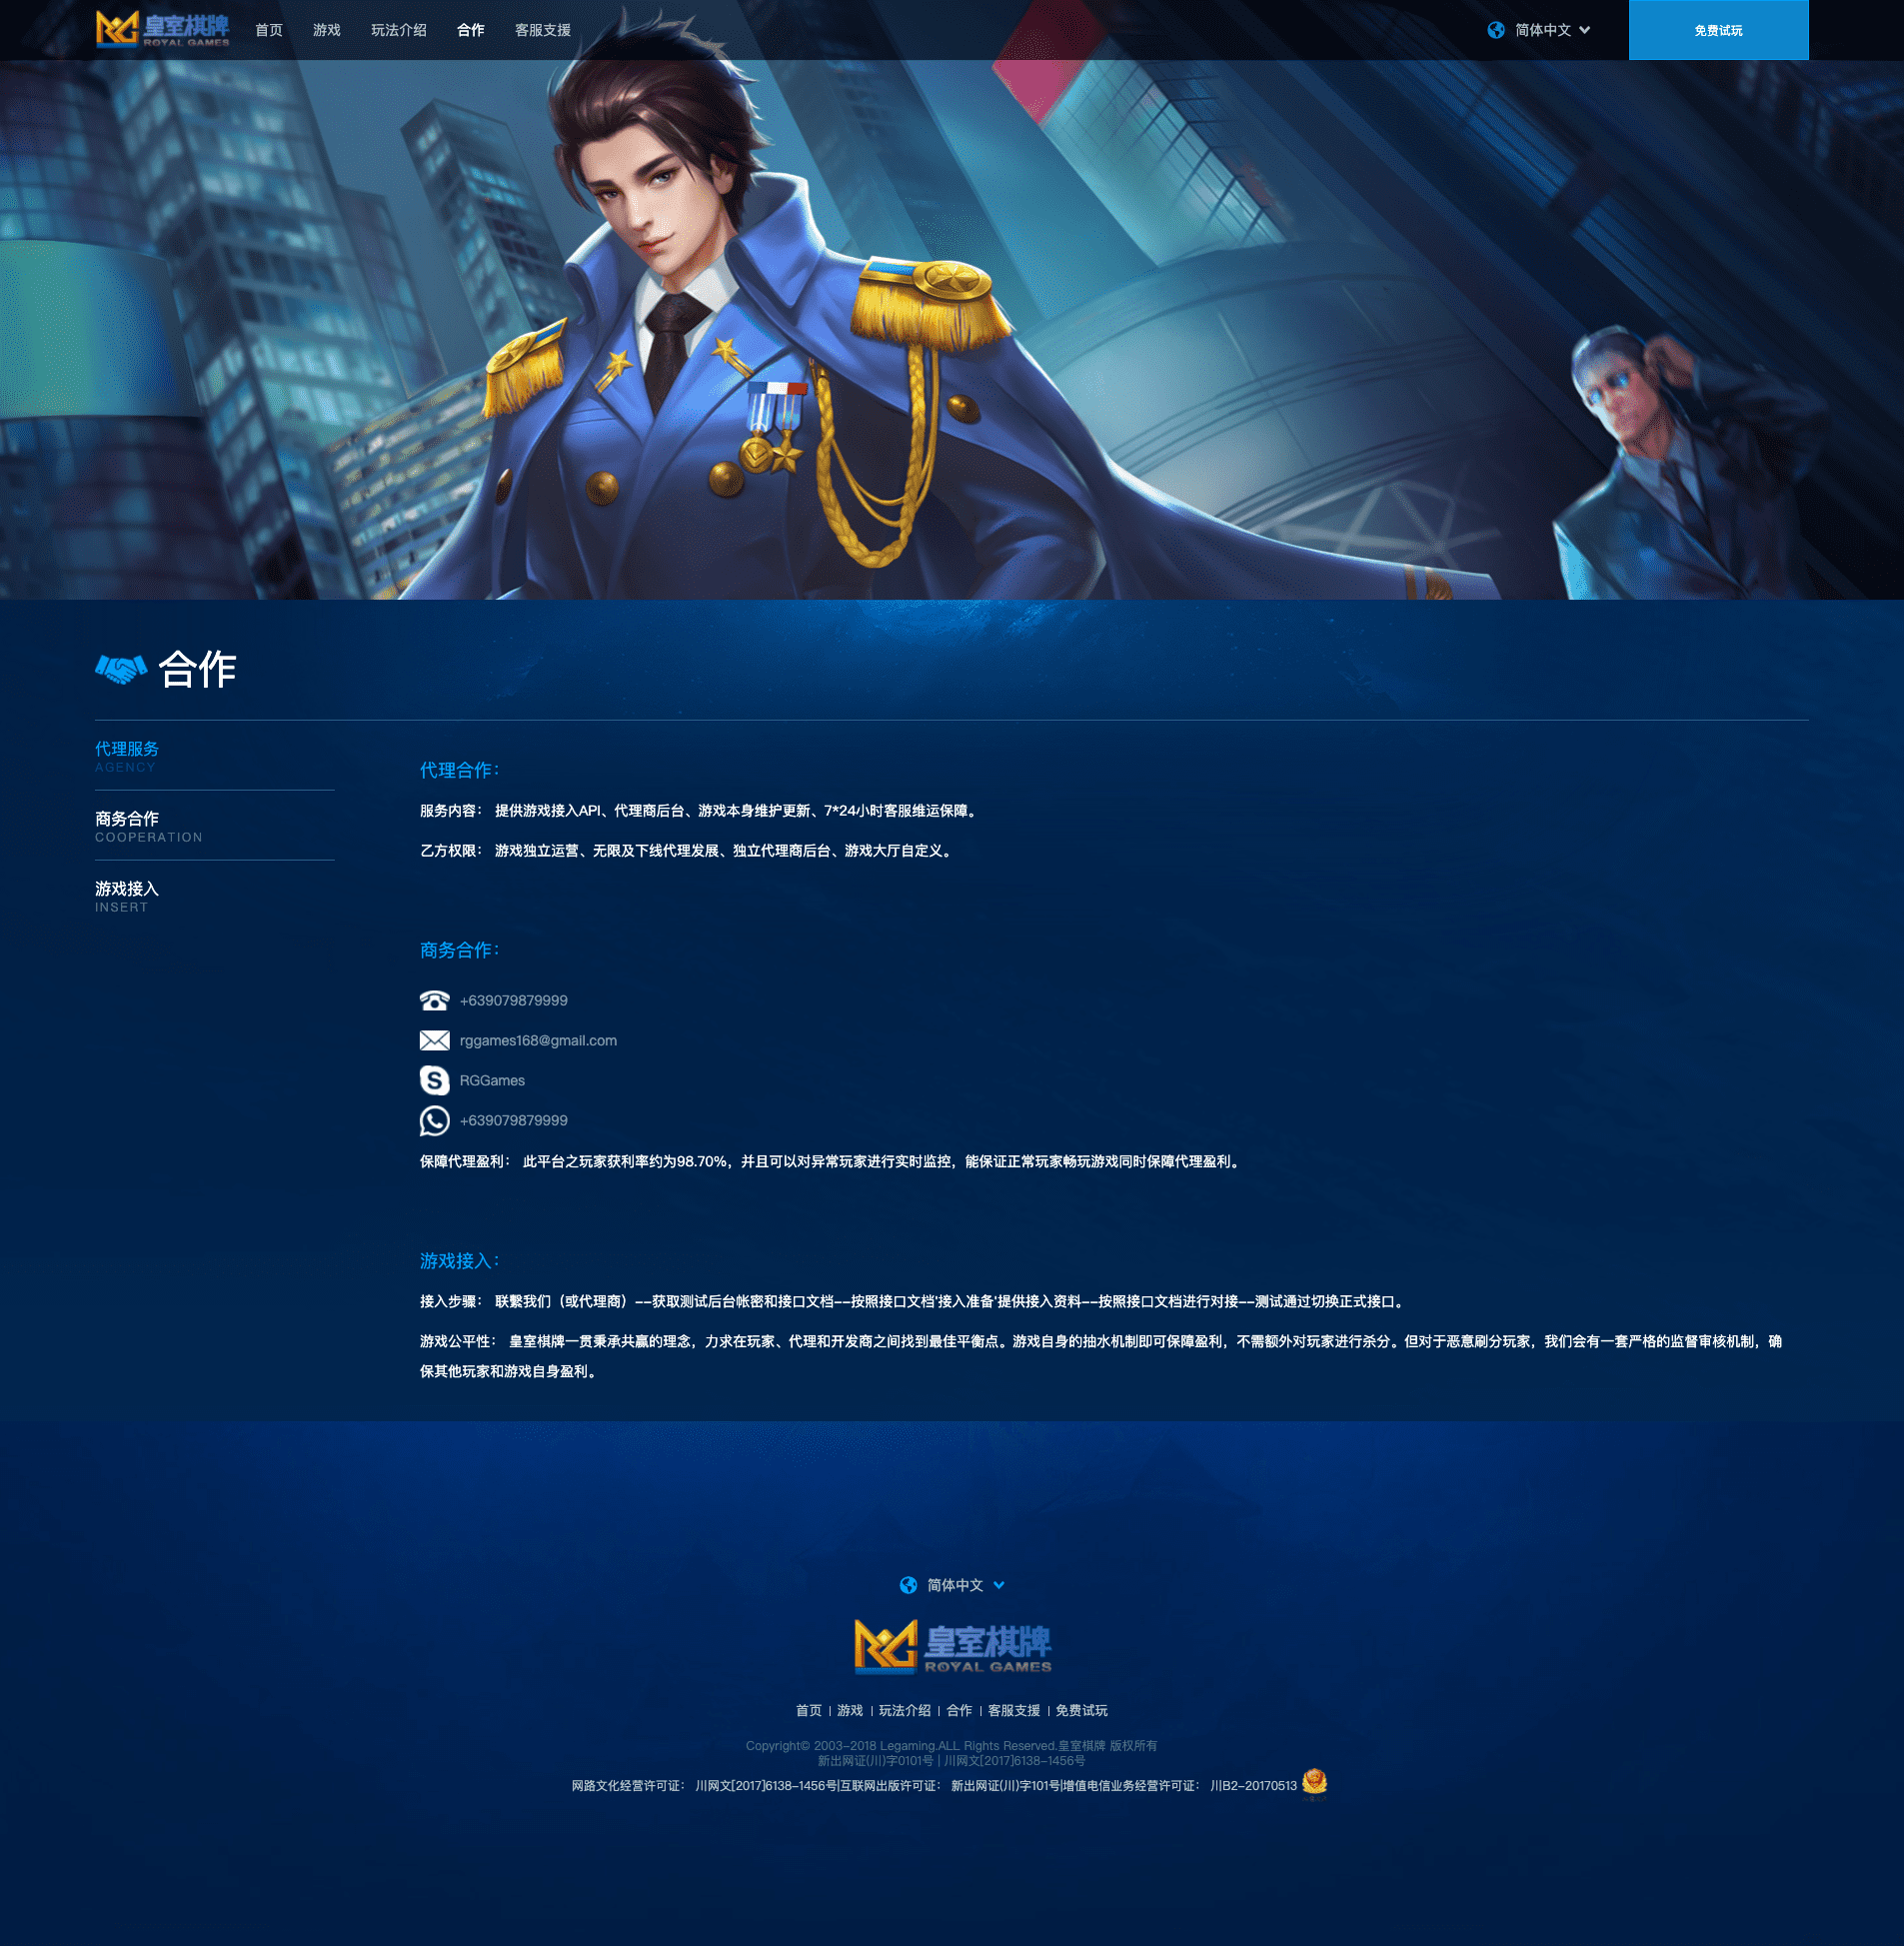 皇室棋牌
ROYAL GAMES
首页 游戏 玩法介绍 合作 客服支援 简体中文 免费试玩
合作
代理服务
AGENCY
商务合作
COOPERATION
游戏接入
INSERT
代理合作：
服务内容： 提供游戏接入API、代理商后台、游戏本身维护更新、7*24小时客服维运保障。
乙方权限： 游戏独立运营、无限及下线代理发展、独立代理商后台、游戏大厅自定义。
商务合作：
+639079879999
rggames168@gmail.com
RGGames
+639079879999
保障代理盈利： 此平台之玩家获利率约为98.70%，并且可以对异常玩家进行实时监控，能保证正常玩家畅玩游戏同时保障代理盈利。
游戏接入：
接入步骤： 联繫我们（或代理商）--获取测试后台帐密和接口文档--按照接口文档'接入准备'提供接入资料--按照接口文档进行对接--测试通过切换正式接口。
游戏公平性： 皇室棋牌一贯秉承共赢的理念，力求在玩家、代理和开发商之间找到最佳平衡点。游戏自身的抽水机制即可保障盈利，不需额外对玩家进行杀分。但对于恶意刷分玩家，我们会有一套严格的监督审核机制，确
保其他玩家和游戏自身盈利。
简体中文
皇室棋牌
ROYAL GAMES
首页 | 游戏 | 玩法介绍 | 合作 | 客服支援 | 免费试玩
Copyright© 2003-2018 Legaming.ALL Rights Reserved.皇室棋牌 版权所有
新出网证(川)字0101号 | 川网文[2017]6138-1456号
网路文化经营许可证： 川网文[2017]6138-1456号|互联网出版许可证： 新出网证(川)字101号|增值电信业务经营许可证： 川B2-20170513